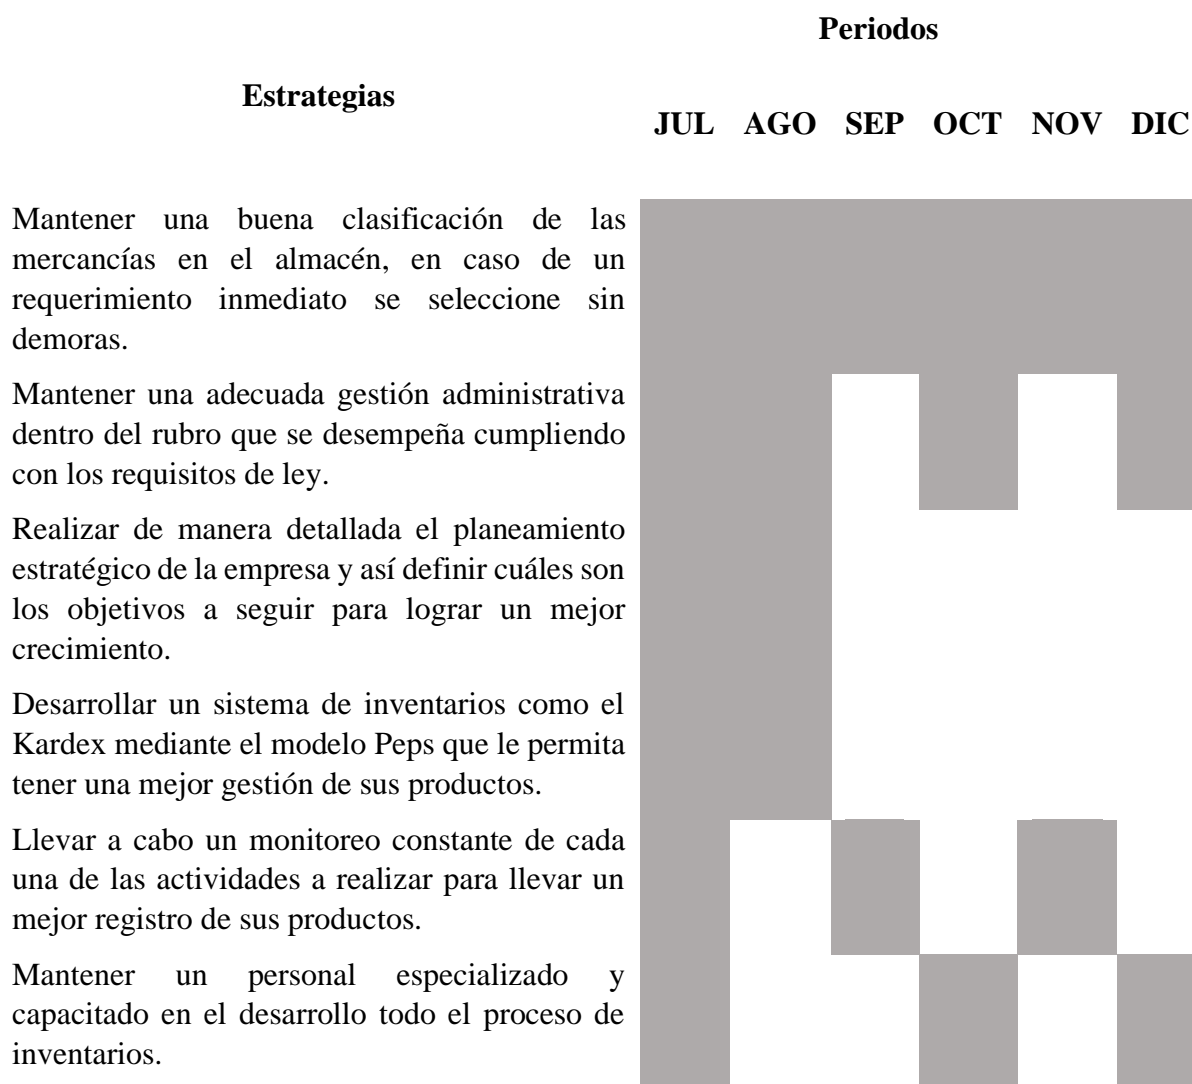 Periodos
Estrategias
JUL AGO SEP OCT NOV DIC
Mantener una buena clasificación de las
mercancías en el almacén, en caso de un
requerimiento inmediato se seleccione sin
demoras.
Mantener una adecuada gestión administrativa
dentro del rubro que se desempeña cumpliendo
con los requisitos de ley.
Realizar de manera detallada el planeamiento
estratégico de la empresa y así definir cuáles son
los objetivos a seguir para lograr un mejor
crecimiento.
Desarrollar un sistema de inventarios como el
Kardex mediante el modelo Peps que le permita
tener una mejor gestión de sus productos.
Llevar a cabo un monitoreo constante de cada
una de las actividades a realizar para llevar un
mejor registro de sus productos.
Mantener un personal especializado y
capacitado en el desarrollo todo el proceso de
inventarios.